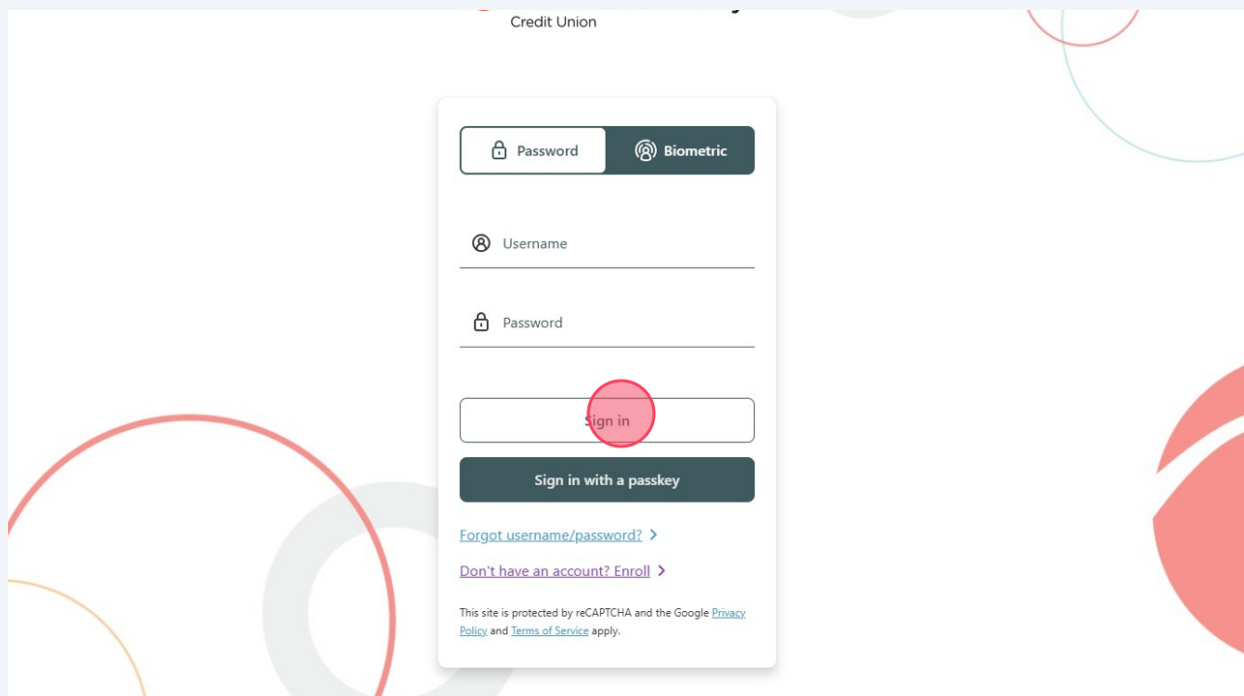 Credit Union
Password
Biometric
Username
Password
Sign in
Sign in with a passkey
Forgot username/password?
Don't have an account? Enroll
This site is protected by reCAPTCHA and the Google Privacy
Policy and Terms of Service apply.